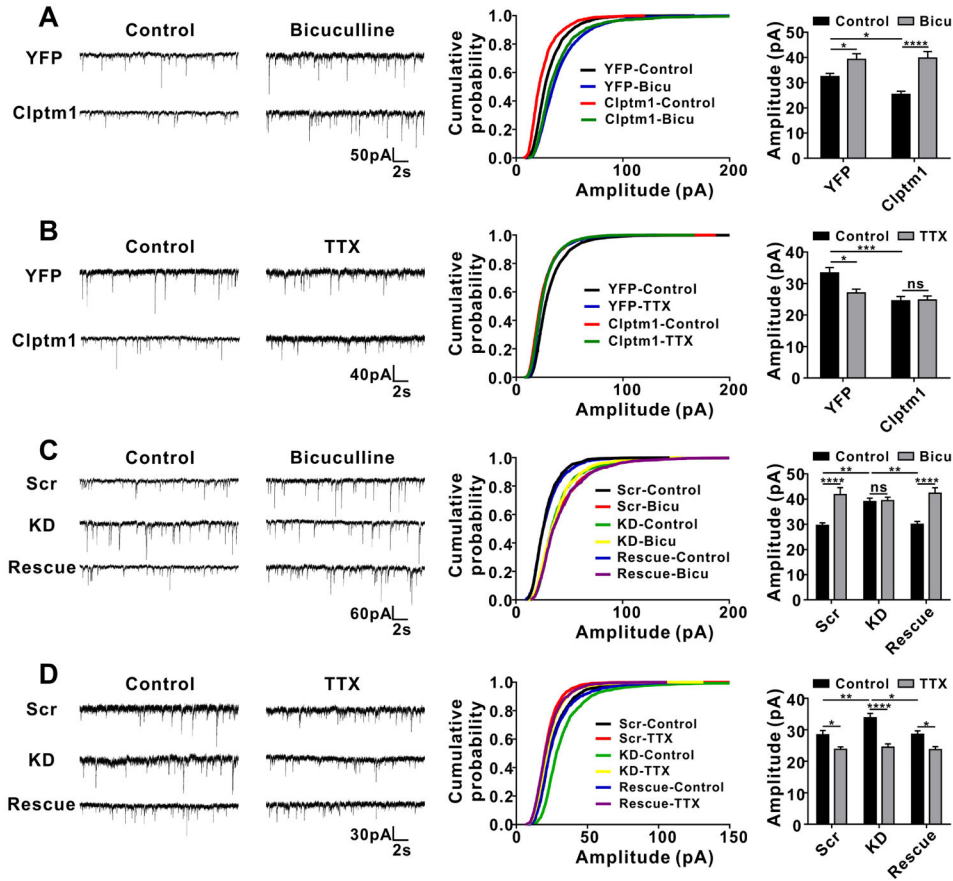 A
Control
Bicuculline
YFP
Clptm1
50pA
2s
Cumulative
probability
1.0
0.8
0.6
0.4
0.2
0.0
0
100
200
Amplitude (pA)
YFP-Control
YFP-Bicu
Clptm1-Control
Clptm1-Bicu
Control Bicu
Amplitude (pA)
50
40
30
20
10
0
* * ****
YFP
Clptm1
B
Control
TTX
YFP
Clptm1
40pA
2s
Cumulative
probability
1.0
0.8
0.6
0.4
0.2
0.0
0
100
200
Amplitude (pA)
YFP-Control
YFP-TTX
Clptm1-Control
Clptm1-TTX
Control TTX
Amplitude (pA)
40
30
20
10
0
***
* ns
YFP
Clptm1
C
Control
Bicuculline
Scr
KD
Rescue
60pA
2s
Cumulative
probability
1.0
0.8
0.6
0.4
0.2
0.0
0
100
200
Amplitude (pA)
Scr-Control
Scr-Bicu
KD-Control
KD-Bicu
Rescue-Control
Rescue-Bicu
Control Bicu
Amplitude (pA)
50
40
30
20
10
0
** **
**** ns ****
Scr
KD
Rescue
D
Control
TTX
Scr
KD
Rescue
30pA
2s
Cumulative
probability
1.0
0.8
0.6
0.4
0.2
0.0
0
50
100
150
Amplitude (pA)
Scr-Control
Scr-TTX
KD-Control
KD-TTX
Rescue-Control
Rescue-TTX
Control TTX
Amplitude (pA)
40
30
20
10
0
** *
* **** *
Scr
KD
Rescue